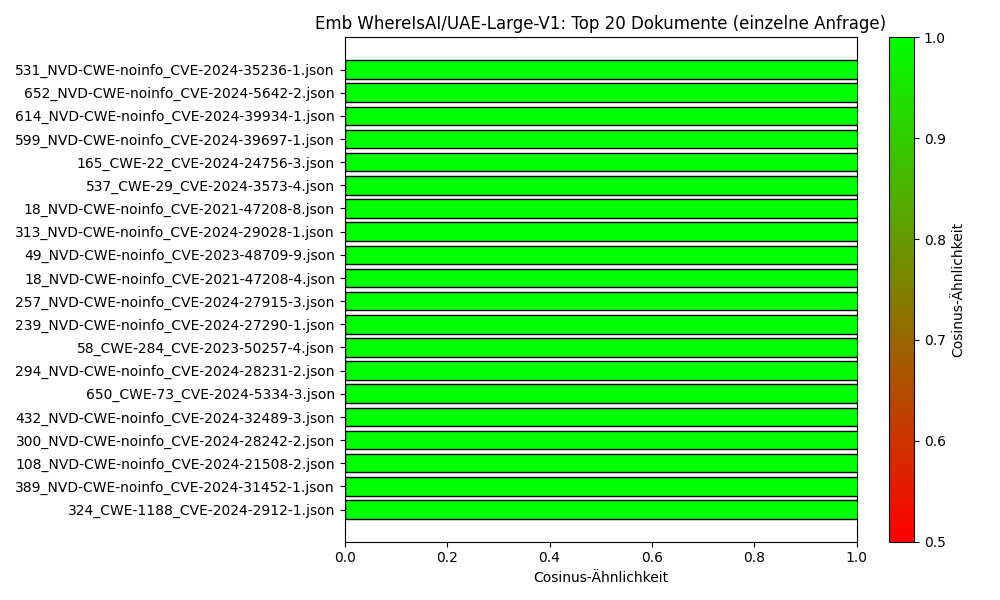 Emb WhereIsAI/UAE-Large-V1: Top 20 Dokumente (einzelne Anfrage)
531_NVD-CWE-noinfo_CVE-2024-35236-1.json
652_NVD-CWE-noinfo_CVE-2024-5642-2.json
614_NVD-CWE-noinfo_CVE-2024-39934-1.json
599_NVD-CWE-noinfo_CVE-2024-39697-1.json
165_CWE-22_CVE-2024-24756-3.json
537_CWE-29_CVE-2024-3573-4.json
18_NVD-CWE-noinfo_CVE-2021-47208-8.json
313_NVD-CWE-noinfo_CVE-2024-29028-1.json
49_NVD-CWE-noinfo_CVE-2023-48709-9.json
18_NVD-CWE-noinfo_CVE-2021-47208-4.json
257_NVD-CWE-noinfo_CVE-2024-27915-3.json
239_NVD-CWE-noinfo_CVE-2024-27290-1.json
58_CWE-284_CVE-2023-50257-4.json
294_NVD-CWE-noinfo_CVE-2024-28231-2.json
650_CWE-73_CVE-2024-5334-3.json
432_NVD-CWE-noinfo_CVE-2024-32489-3.json
300_NVD-CWE-noinfo_CVE-2024-28242-2.json
108_NVD-CWE-noinfo_CVE-2024-21508-2.json
389_NVD-CWE-noinfo_CVE-2024-31452-1.json
324_CWE-1188_CVE-2024-2912-1.json
0.0 0.2 0.4 0.6 0.8 1.0
Cosinus-Ähnlichkeit
1.0
0.9
0.8
0.7
0.6
0.5
Cosinus-Ähnlichkeit